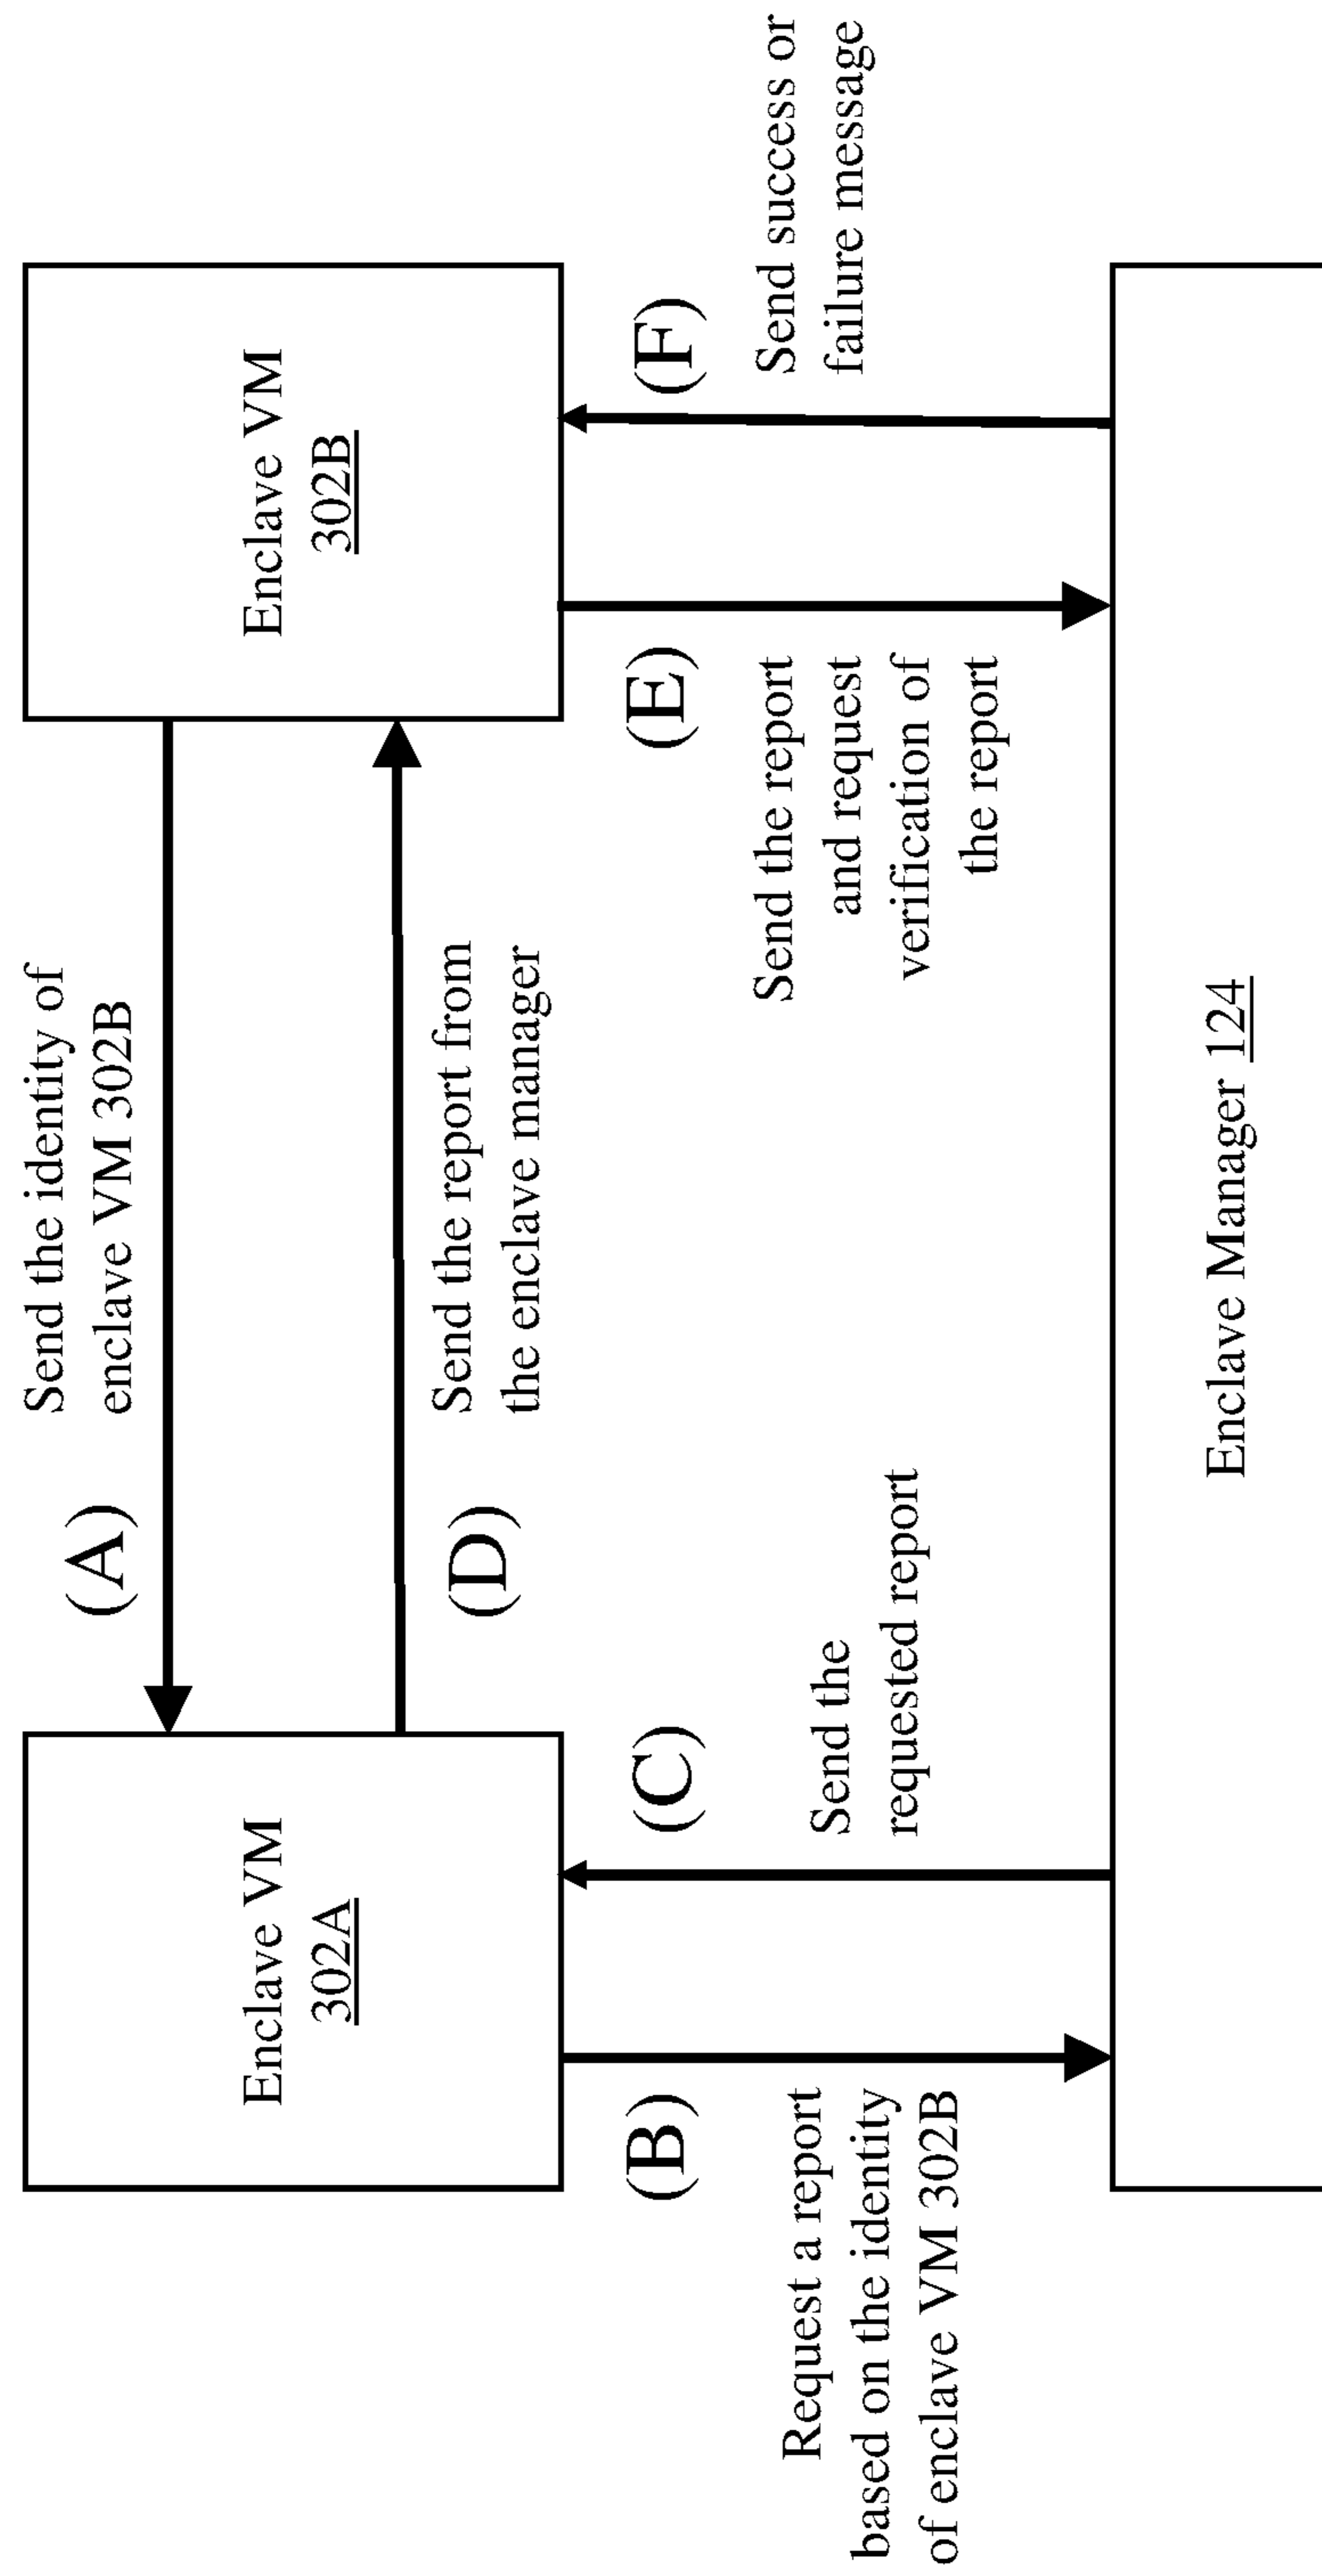 (A)
Send the identity of
enclave VM 302B
Enclave VM
302A
Enclave VM
302B
(D)
Send the report from
the enclave manager
(B)
Request a report
based on the identity
of enclave VM 302B
(C)
Send the
requested report
(E)
Send the report
and request
verification of
the report
(F)
Send success or
failure message
Enclave Manager 124